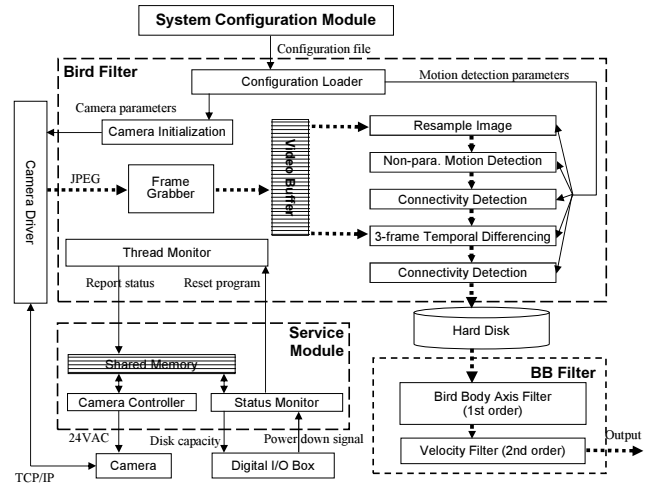 System Configuration Module
Configuration file
Bird Filter
Configuration Loader
Motion detection parameters
Camera parameters
Camera Initialization
Resample Image
Camera Driver
JPEG
Frame
Grabber
Video Buffer
Non-para. Motion Detection
Connectivity Detection
3-frame Temporal Differencing
Thread Monitor
Connectivity Detection
Report status
Reset program
Hard Disk
Service
Module
Shared Memory
BB Filter
Camera Controller
Status Monitor
Bird Body Axis Filter
(1st order)
24VAC
Disk capacity
Power down signal
Output
Velocity Filter (2nd order)
TCP/IP
Camera
Digital I/O Box